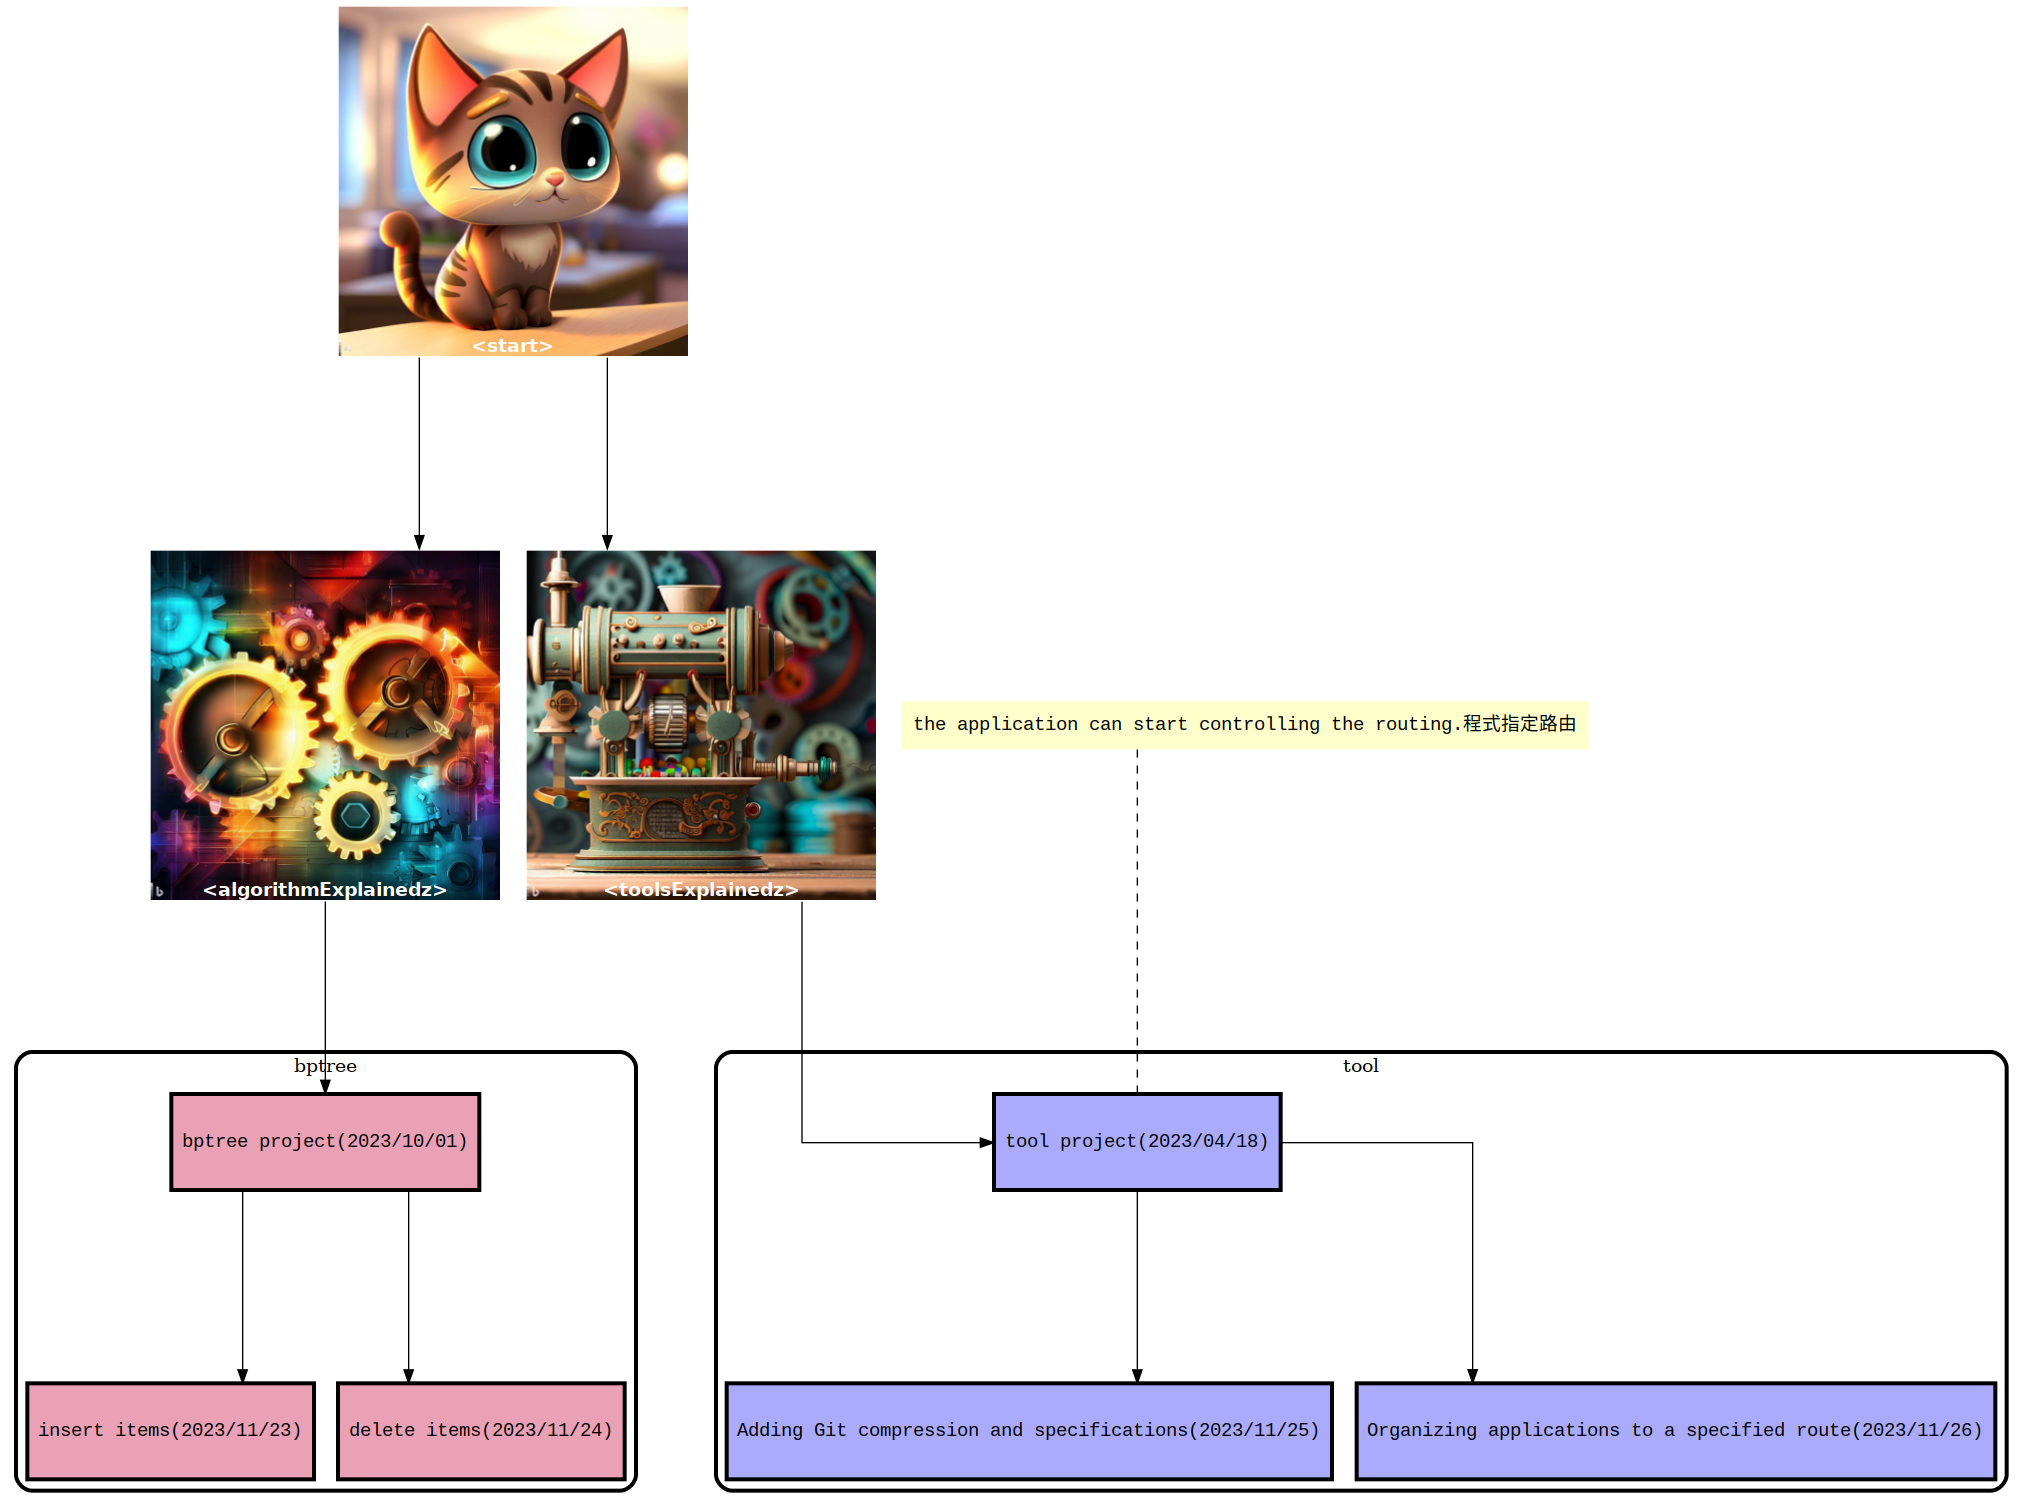 <start>
<algorithmExplainedz>
<toolsExplainedz>
the application can start controlling the routing.程式指定路由
bptree
tool
bptree project(2023/10/01)
tool project(2023/04/18)
insert items(2023/11/23)
delete items(2023/11/24)
Adding Git compression and specifications(2023/11/25)
Organizing applications to a specified route(2023/11/26)